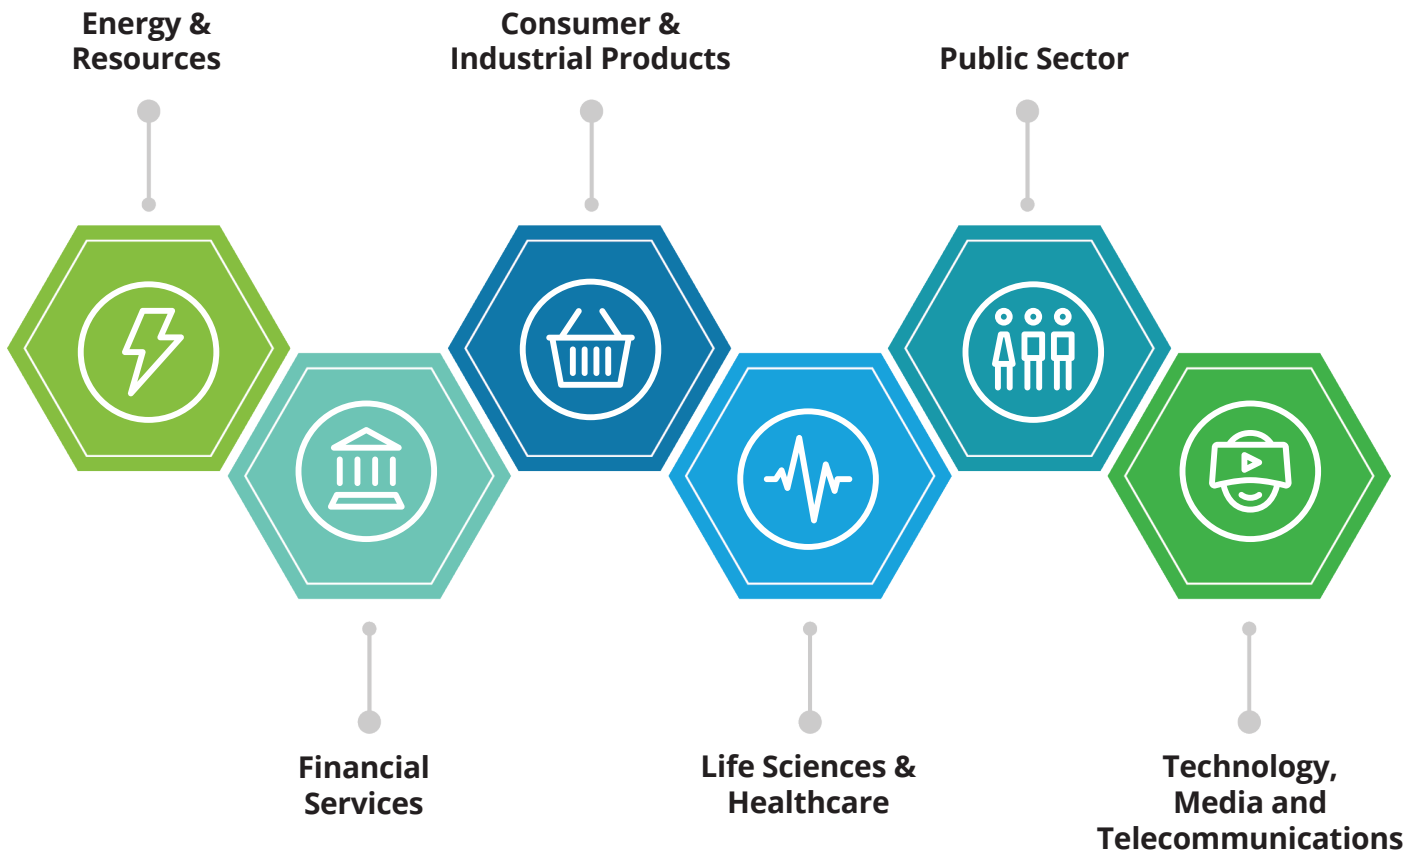 Energy &
Resources
Consumer &
Industrial Products
Public Sector
Financial
Services
Life Sciences &
Healthcare
Technology,
Media and
Telecommunications